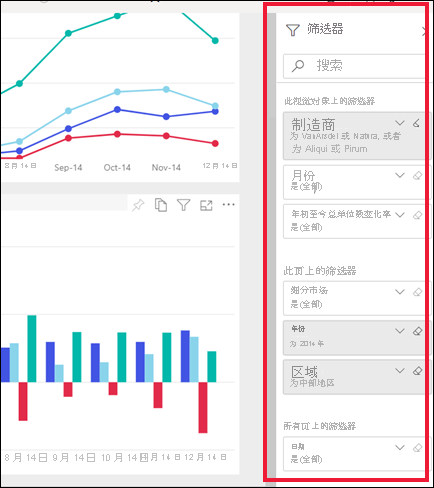 筛选器
搜索
8 月 14 日 Sep-14 Oct-14 Nov-14 12 月 14 日
此视觉对象上的筛选器
制造商
为 VanArsdel 或 Natura, 或者
为 Aliqui 或 Pirum
月份
是(全部)
年初至今总单位数变化率
是(全部)
此页上的筛选器
细分市场
是(全部)
年份
为 2014 年
区域
为中部地区
8 月 14 日 9 月 14 日 10 月 14 日 11 月 14 日 12 月 14 日
所有页上的筛选器
日期
是(全部)